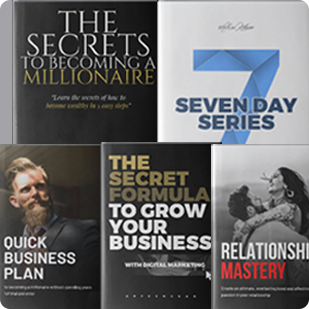 THE
SECRETS
TO BECOMING A
MILLIONAIRE
"Learn the secrets of how to
become wealthy in 5 easy steps"
7
SEVEN DAY
SERIES
QUICK
BUSINESS
PLAN
THE
SECRET
FORMULA
TO GROW
YOUR
BUSINESS
WITH DIGITAL MARKETING
RELATIONSHI
MASTERY